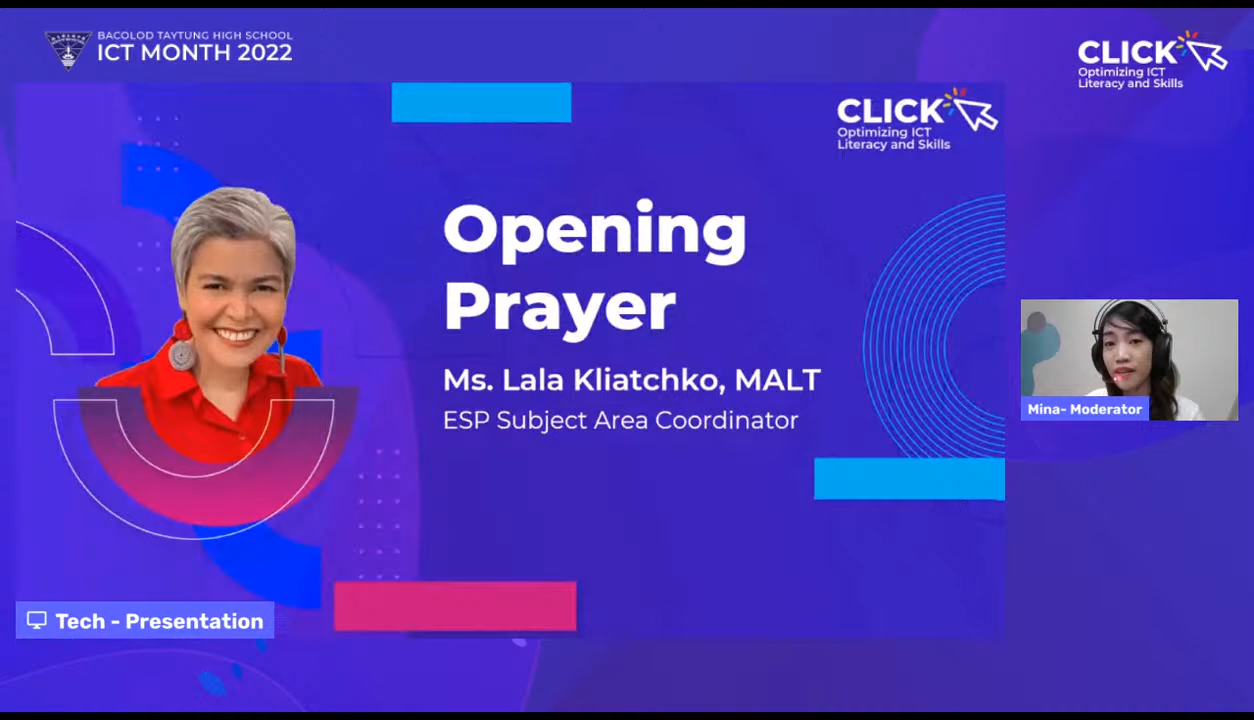 BACOLOD TAYTUNG HIGH SCHOOL
ICT MONTH 2022
CLICK
Optimizing ICT
Literacy and Skills
CLICK
Optimizing ICT
Literacy and Skills
Opening
Prayer
Ms. Lala Kliatchko, MALT
ESP Subject Area Coordinator
Mina- Moderator
Tech - Presentation